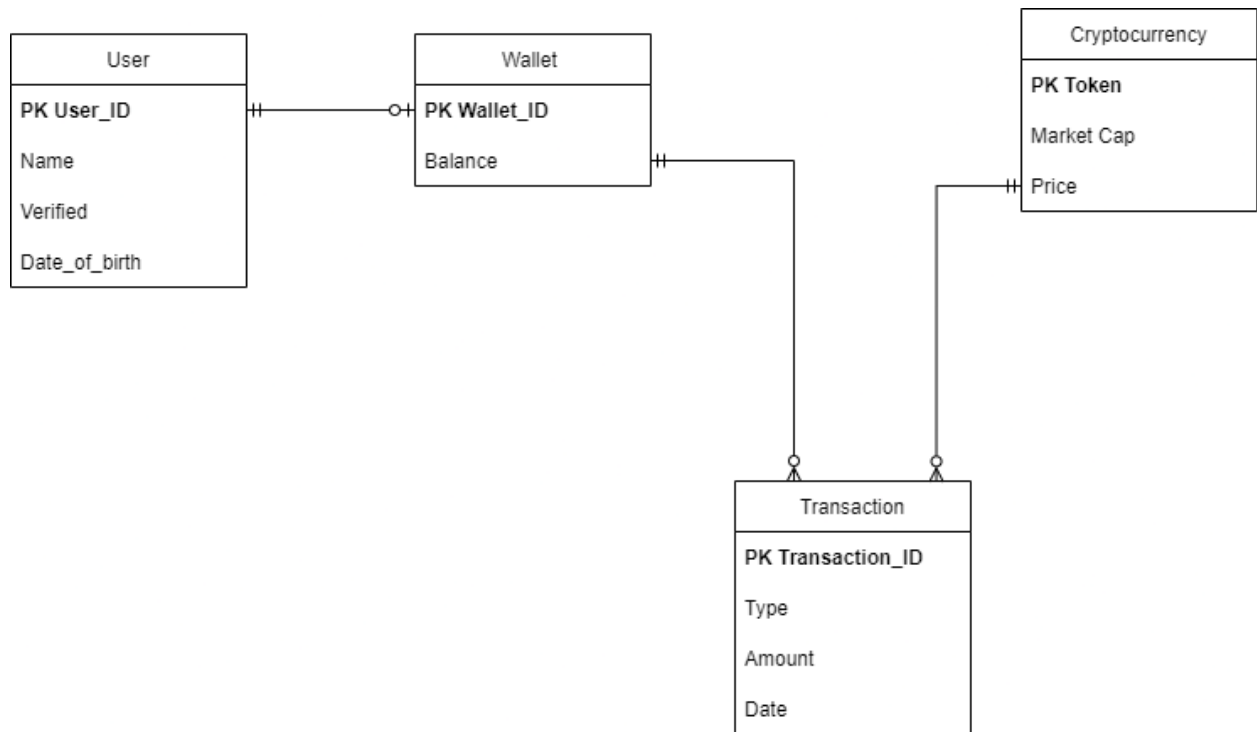 User
PK User_ID
Name
Verified
Date_of_birth
Wallet
PK Wallet_ID
Balance
Cryptocurrency
PK Token
Market Cap
Price
Transaction
PK Transaction_ID
Type
Amount
Date